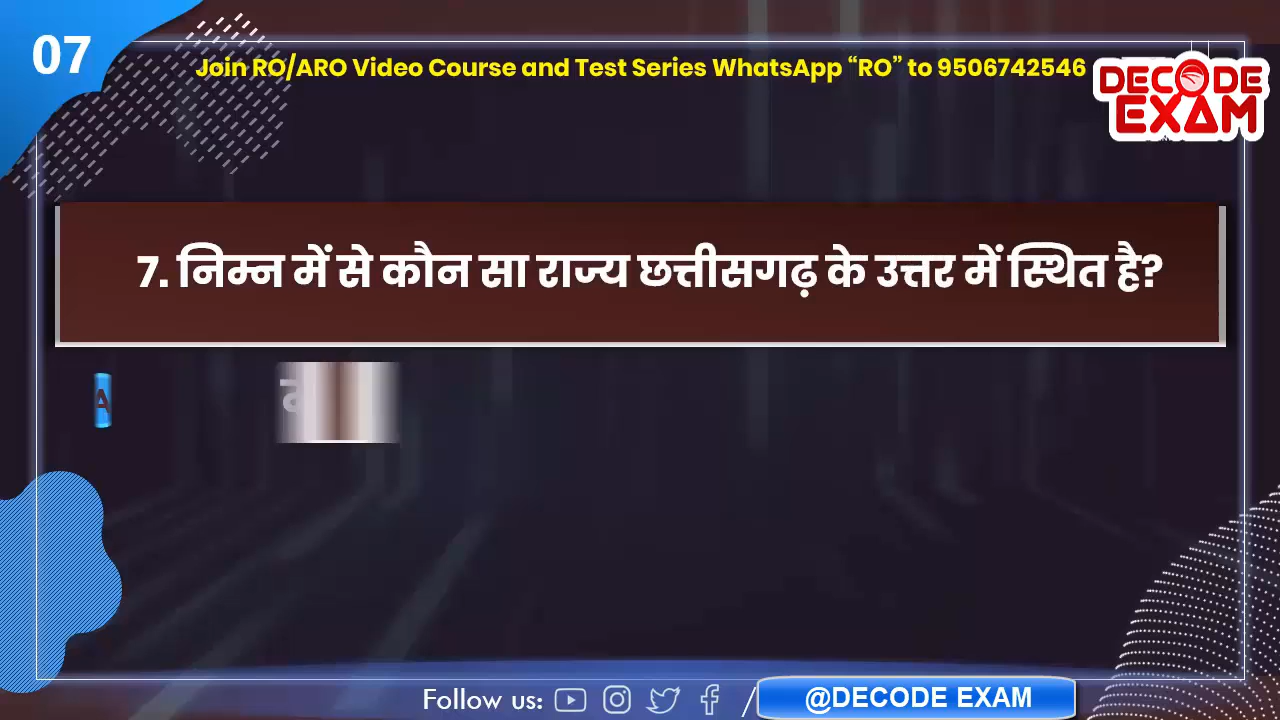 07
Join RO/ARO Video Course and Test Series WhatsApp “RO” to 9506742546
DECODE
EXAM
7. निम्न में से कौन सा राज्य छत्तीसगढ़ के उत्तर में स्थित है?
A
Follow us:
/
@DECODE EXAM